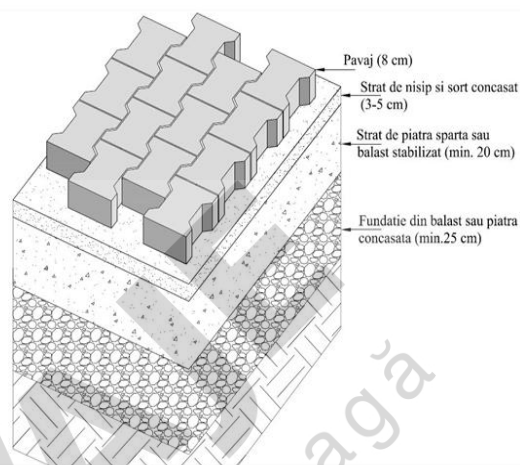 Pavaj (8 cm)
Strat de nisip si sort concasat
(3-5 cm)
Strat de piatra sparta sau
balast stabilizat (min. 20 cm)
Fundatie din balast sau piatra
concasata (min.25 cm)